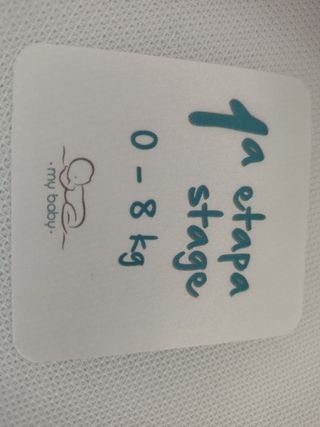 1a etapa
stage
0 - 8 kg
·my baby·